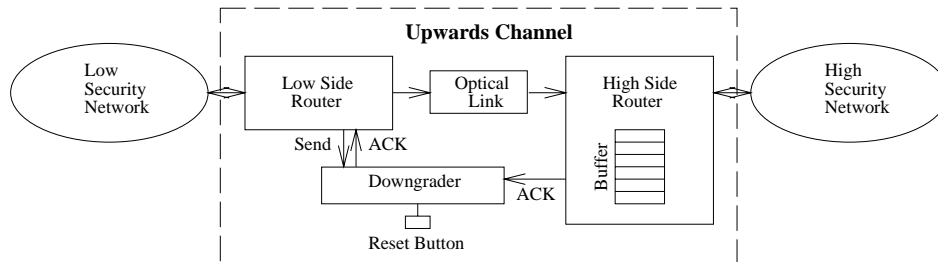 Upwards Channel
Low
Security
Network
Low Side
Router
Optical
Link
High Side
Router
High
Security
Network
Send
ACK
Buffer
Downgrader
ACK
Reset Button